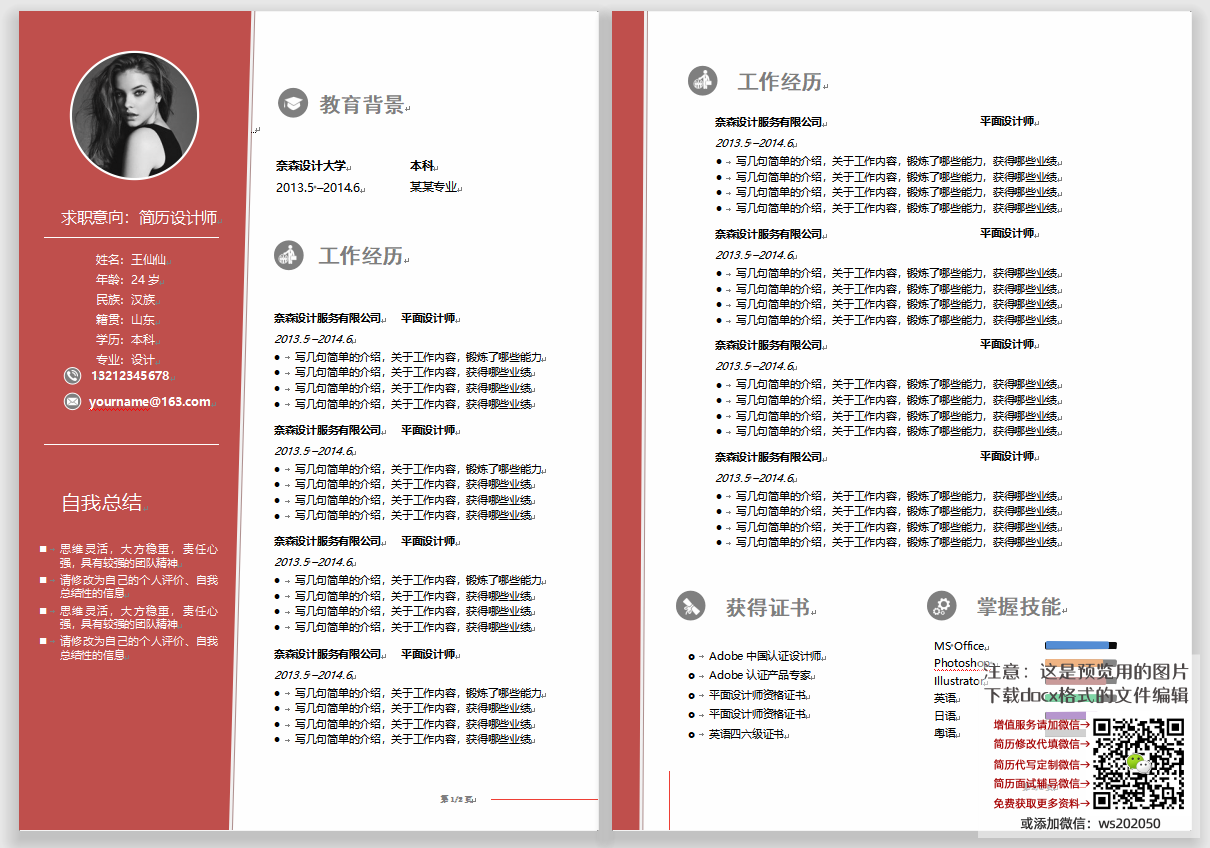 求职意向：简历设计师
姓名：王仙仙
年龄：24 岁
民族：汉族
籍贯：山东
学历：本科
专业：设计
13212345678
yourname@163.com
自我总结
■ 思维灵活，大方稳重，责任心
强，具有较强的团队精神
■ 请修改为自己的个人评价、自我
总结性的信息
■ 思维灵活，大方稳重，责任心
强，具有较强的团队精神
■ 请修改为自己的个人评价、自我
总结性的信息
教育背景
奈森设计大学 本科
2013.5–2014.6 某某专业
工作经历
奈森设计服务有限公司 平面设计师
2013.5–2014.6
● 写几句简单的介绍，关于工作内容，锻炼了哪些能力
● 写几句简单的介绍，关于工作内容，获得哪些业绩
● 写几句简单的介绍，关于工作内容，获得哪些业绩
● 写几句简单的介绍，关于工作内容，获得哪些业绩
奈森设计服务有限公司 平面设计师
2013.5–2014.6
● 写几句简单的介绍，关于工作内容，锻炼了哪些能力
● 写几句简单的介绍，关于工作内容，获得哪些业绩
● 写几句简单的介绍，关于工作内容，获得哪些业绩
● 写几句简单的介绍，关于工作内容，获得哪些业绩
奈森设计服务有限公司 平面设计师
2013.5–2014.6
● 写几句简单的介绍，关于工作内容，锻炼了哪些能力
● 写几句简单的介绍，关于工作内容，获得哪些业绩
● 写几句简单的介绍，关于工作内容，获得哪些业绩
● 写几句简单的介绍，关于工作内容，获得哪些业绩
奈森设计服务有限公司 平面设计师
2013.5–2014.6
● 写几句简单的介绍，关于工作内容，锻炼了哪些能力
● 写几句简单的介绍，关于工作内容，获得哪些业绩
● 写几句简单的介绍，关于工作内容，获得哪些业绩
● 写几句简单的介绍，关于工作内容，获得哪些业绩
第 1/2 页
工作经历
奈森设计服务有限公司 平面设计师
2013.5–2014.6
● 写几句简单的介绍，关于工作内容，锻炼了哪些能力，获得哪些业绩
● 写几句简单的介绍，关于工作内容，锻炼了哪些能力，获得哪些业绩
● 写几句简单的介绍，关于工作内容，锻炼了哪些能力，获得哪些业绩
● 写几句简单的介绍，关于工作内容，锻炼了哪些能力，获得哪些业绩
奈森设计服务有限公司 平面设计师
2013.5–2014.6
● 写几句简单的介绍，关于工作内容，锻炼了哪些能力，获得哪些业绩
● 写几句简单的介绍，关于工作内容，锻炼了哪些能力，获得哪些业绩
● 写几句简单的介绍，关于工作内容，锻炼了哪些能力，获得哪些业绩
● 写几句简单的介绍，关于工作内容，锻炼了哪些能力，获得哪些业绩
奈森设计服务有限公司 平面设计师
2013.5–2014.6
● 写几句简单的介绍，关于工作内容，锻炼了哪些能力，获得哪些业绩
● 写几句简单的介绍，关于工作内容，锻炼了哪些能力，获得哪些业绩
● 写几句简单的介绍，关于工作内容，锻炼了哪些能力，获得哪些业绩
● 写几句简单的介绍，关于工作内容，锻炼了哪些能力，获得哪些业绩
奈森设计服务有限公司 平面设计师
2013.5–2014.6
● 写几句简单的介绍，关于工作内容，锻炼了哪些能力，获得哪些业绩
● 写几句简单的介绍，关于工作内容，锻炼了哪些能力，获得哪些业绩
● 写几句简单的介绍，关于工作内容，锻炼了哪些能力，获得哪些业绩
● 写几句简单的介绍，关于工作内容，锻炼了哪些能力，获得哪些业绩
获得证书
Adobe 中国认证设计师
Adobe 认证产品专家
平面设计师资格证书
平面设计师资格证书
英语四六级证书
掌握技能
MS Office
Photoshop
Illustrator
英语
日语
粤语
注意：这是预览用的图片
下载docx格式的文件编辑
增值服务请加微信→
简历修改代填微信→
简历代写定制微信→
简历面试辅导微信→
免费获取更多资料→
或添加微信：ws202050